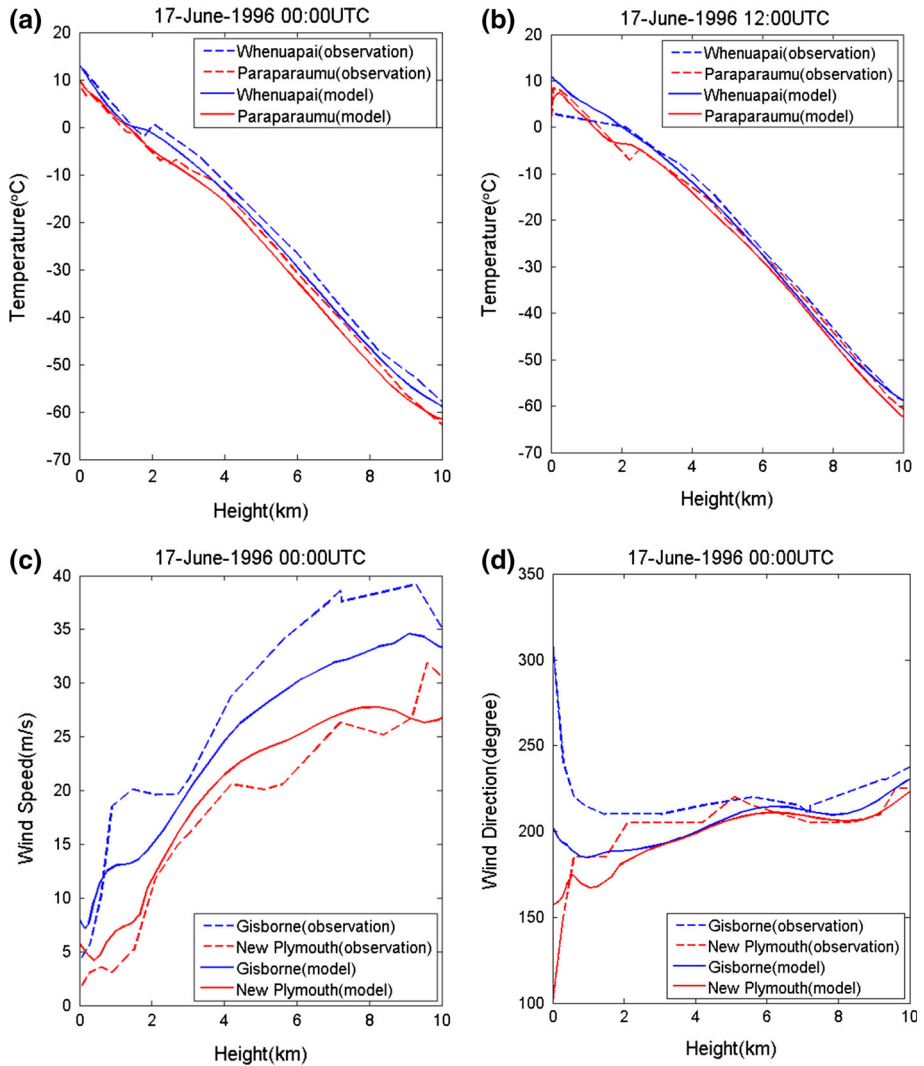 (a)
17-June-1996 00:00UTC
20
10
0
-10
-20
-30
-40
-50
-60
-70
Temperature(°C)
Whenuapai(observation)
Paraparaumu(observation)
Whenuapai(model)
Paraparaumu(model)
0 2 4 6 8 10
Height(km)
(b)
17-June-1996 12:00UTC
20
10
0
-10
-20
-30
-40
-50
-60
-70
Temperature(°C)
Whenuapai(observation)
Paraparaumu(observation)
Whenuapai(model)
Paraparaumu(model)
0 2 4 6 8 10
Height(km)
(c)
17-June-1996 00:00UTC
40
35
30
25
20
15
10
5
0
Wind Speed(m/s)
Gisborne(observation)
New Plymouth(observation)
Gisborne(model)
New Plymouth(model)
0 2 4 6 8 10
Height(km)
(d)
17-June-1996 00:00UTC
350
300
250
200
150
100
Wind Direction(degree)
Gisborne(observation)
New Plymouth(observation)
Gisborne(model)
New Plymouth(model)
0 2 4 6 8 10
Height(km)